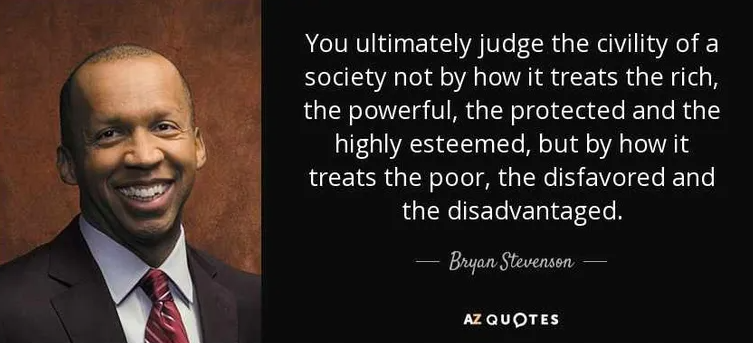 You ultimately judge the civility of a
society not by how it treats the rich,
the powerful, the protected and the
highly esteemed, but by how it
treats the poor, the disfavored and
the disadvantaged.
Bryan Stevenson
AZ QUOTES